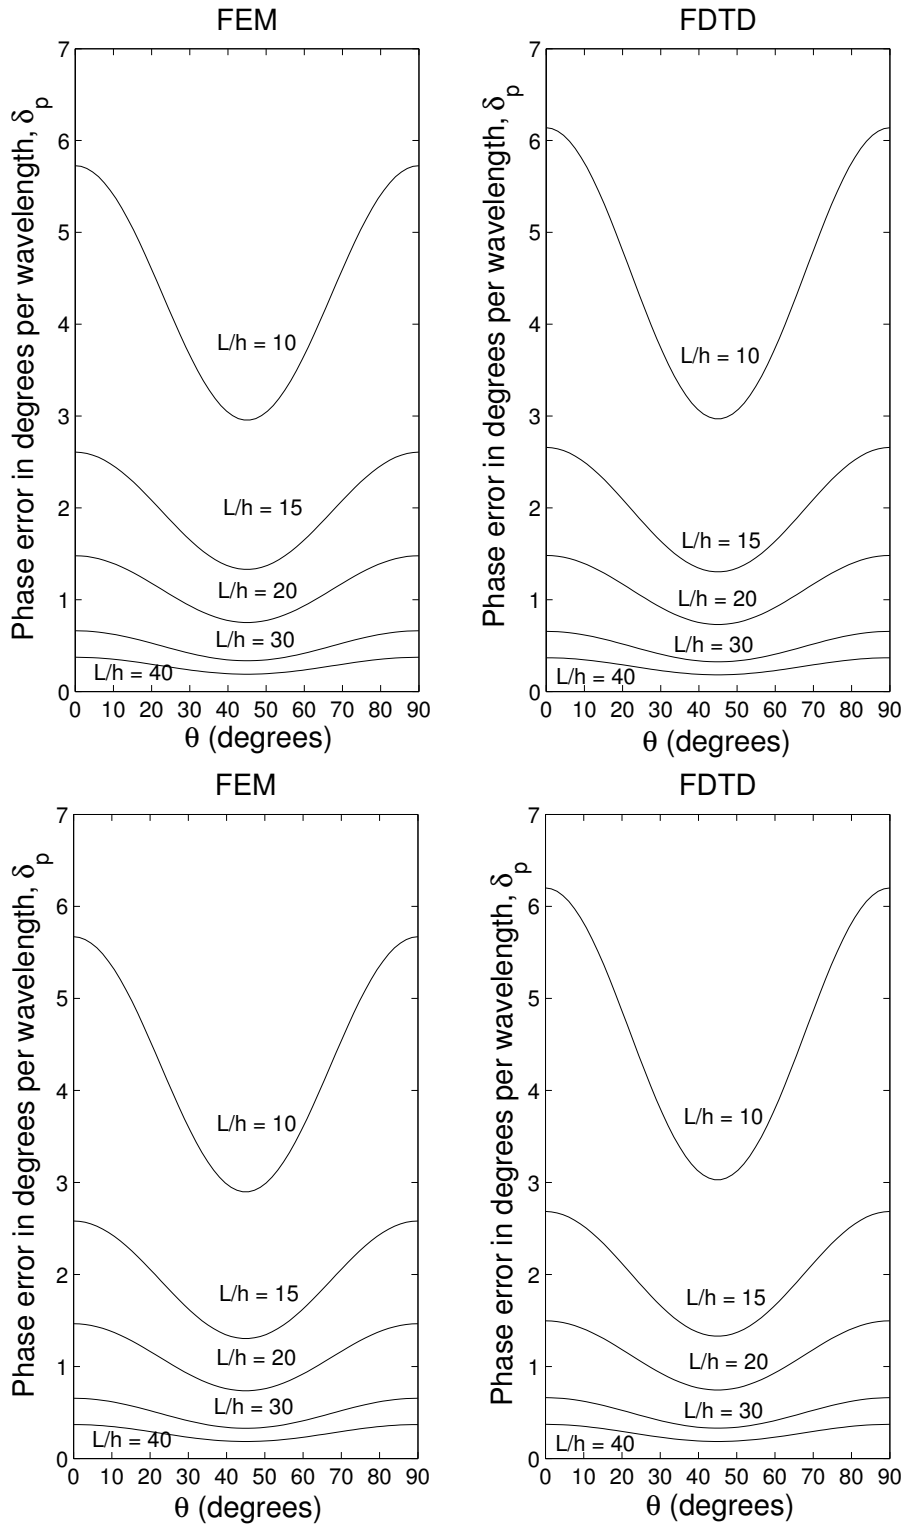 FEM
7
6
5
4
3
2
1
0
Phase error in degrees per wavelength, δp
L/h = 10
L/h = 15
L/h = 20
L/h = 30
L/h = 40
0 10 20 30 40 50 60 70 80 90
θ (degrees)
FDTD
7
6
5
4
3
2
1
0
Phase error in degrees per wavelength, δp
L/h = 10
L/h = 15
L/h = 20
L/h = 30
L/h = 40
0 10 20 30 40 50 60 70 80 90
θ (degrees)
FEM
7
6
5
4
3
2
1
0
Phase error in degrees per wavelength, δp
L/h = 10
L/h = 15
L/h = 20
L/h = 30
L/h = 40
0 10 20 30 40 50 60 70 80 90
θ (degrees)
FDTD
7
6
5
4
3
2
1
0
Phase error in degrees per wavelength, δp
L/h = 10
L/h = 15
L/h = 20
L/h = 30
L/h = 40
0 10 20 30 40 50 60 70 80 90
θ (degrees)